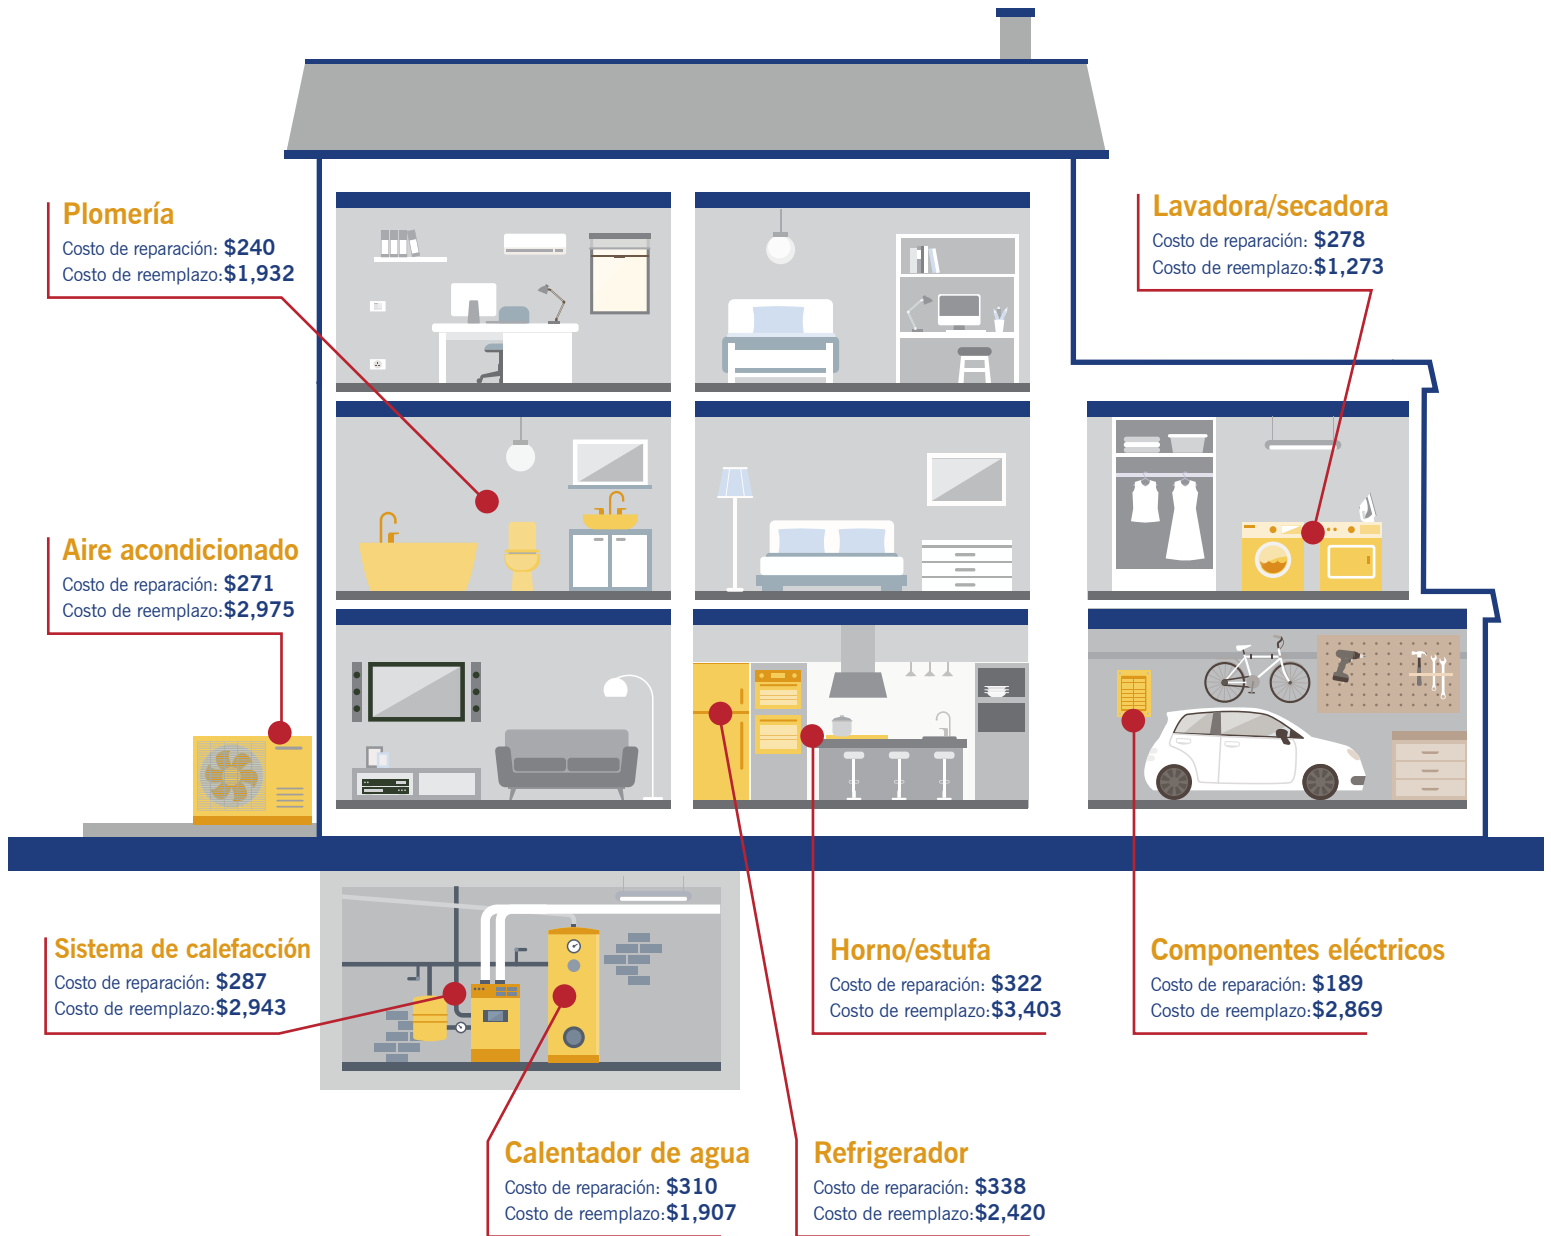 Plomería
Costo de reparación: $240
Costo de reemplazo:$1,932
Lavadora/secadora
Costo de reparación: $278
Costo de reemplazo:$1,273
Aire acondicionado
Costo de reparación: $271
Costo de reemplazo:$2,975
Sistema de calefacción
Costo de reparación: $287
Costo de reemplazo:$2,943
Horno/estufa
Costo de reparación: $322
Costo de reemplazo:$3,403
Componentes eléctricos
Costo de reparación: $189
Costo de reemplazo:$2,869
Calentador de agua
Costo de reparación: $310
Costo de reemplazo:$1,907
Refrigerador
Costo de reparación: $338
Costo de reemplazo:$2,420